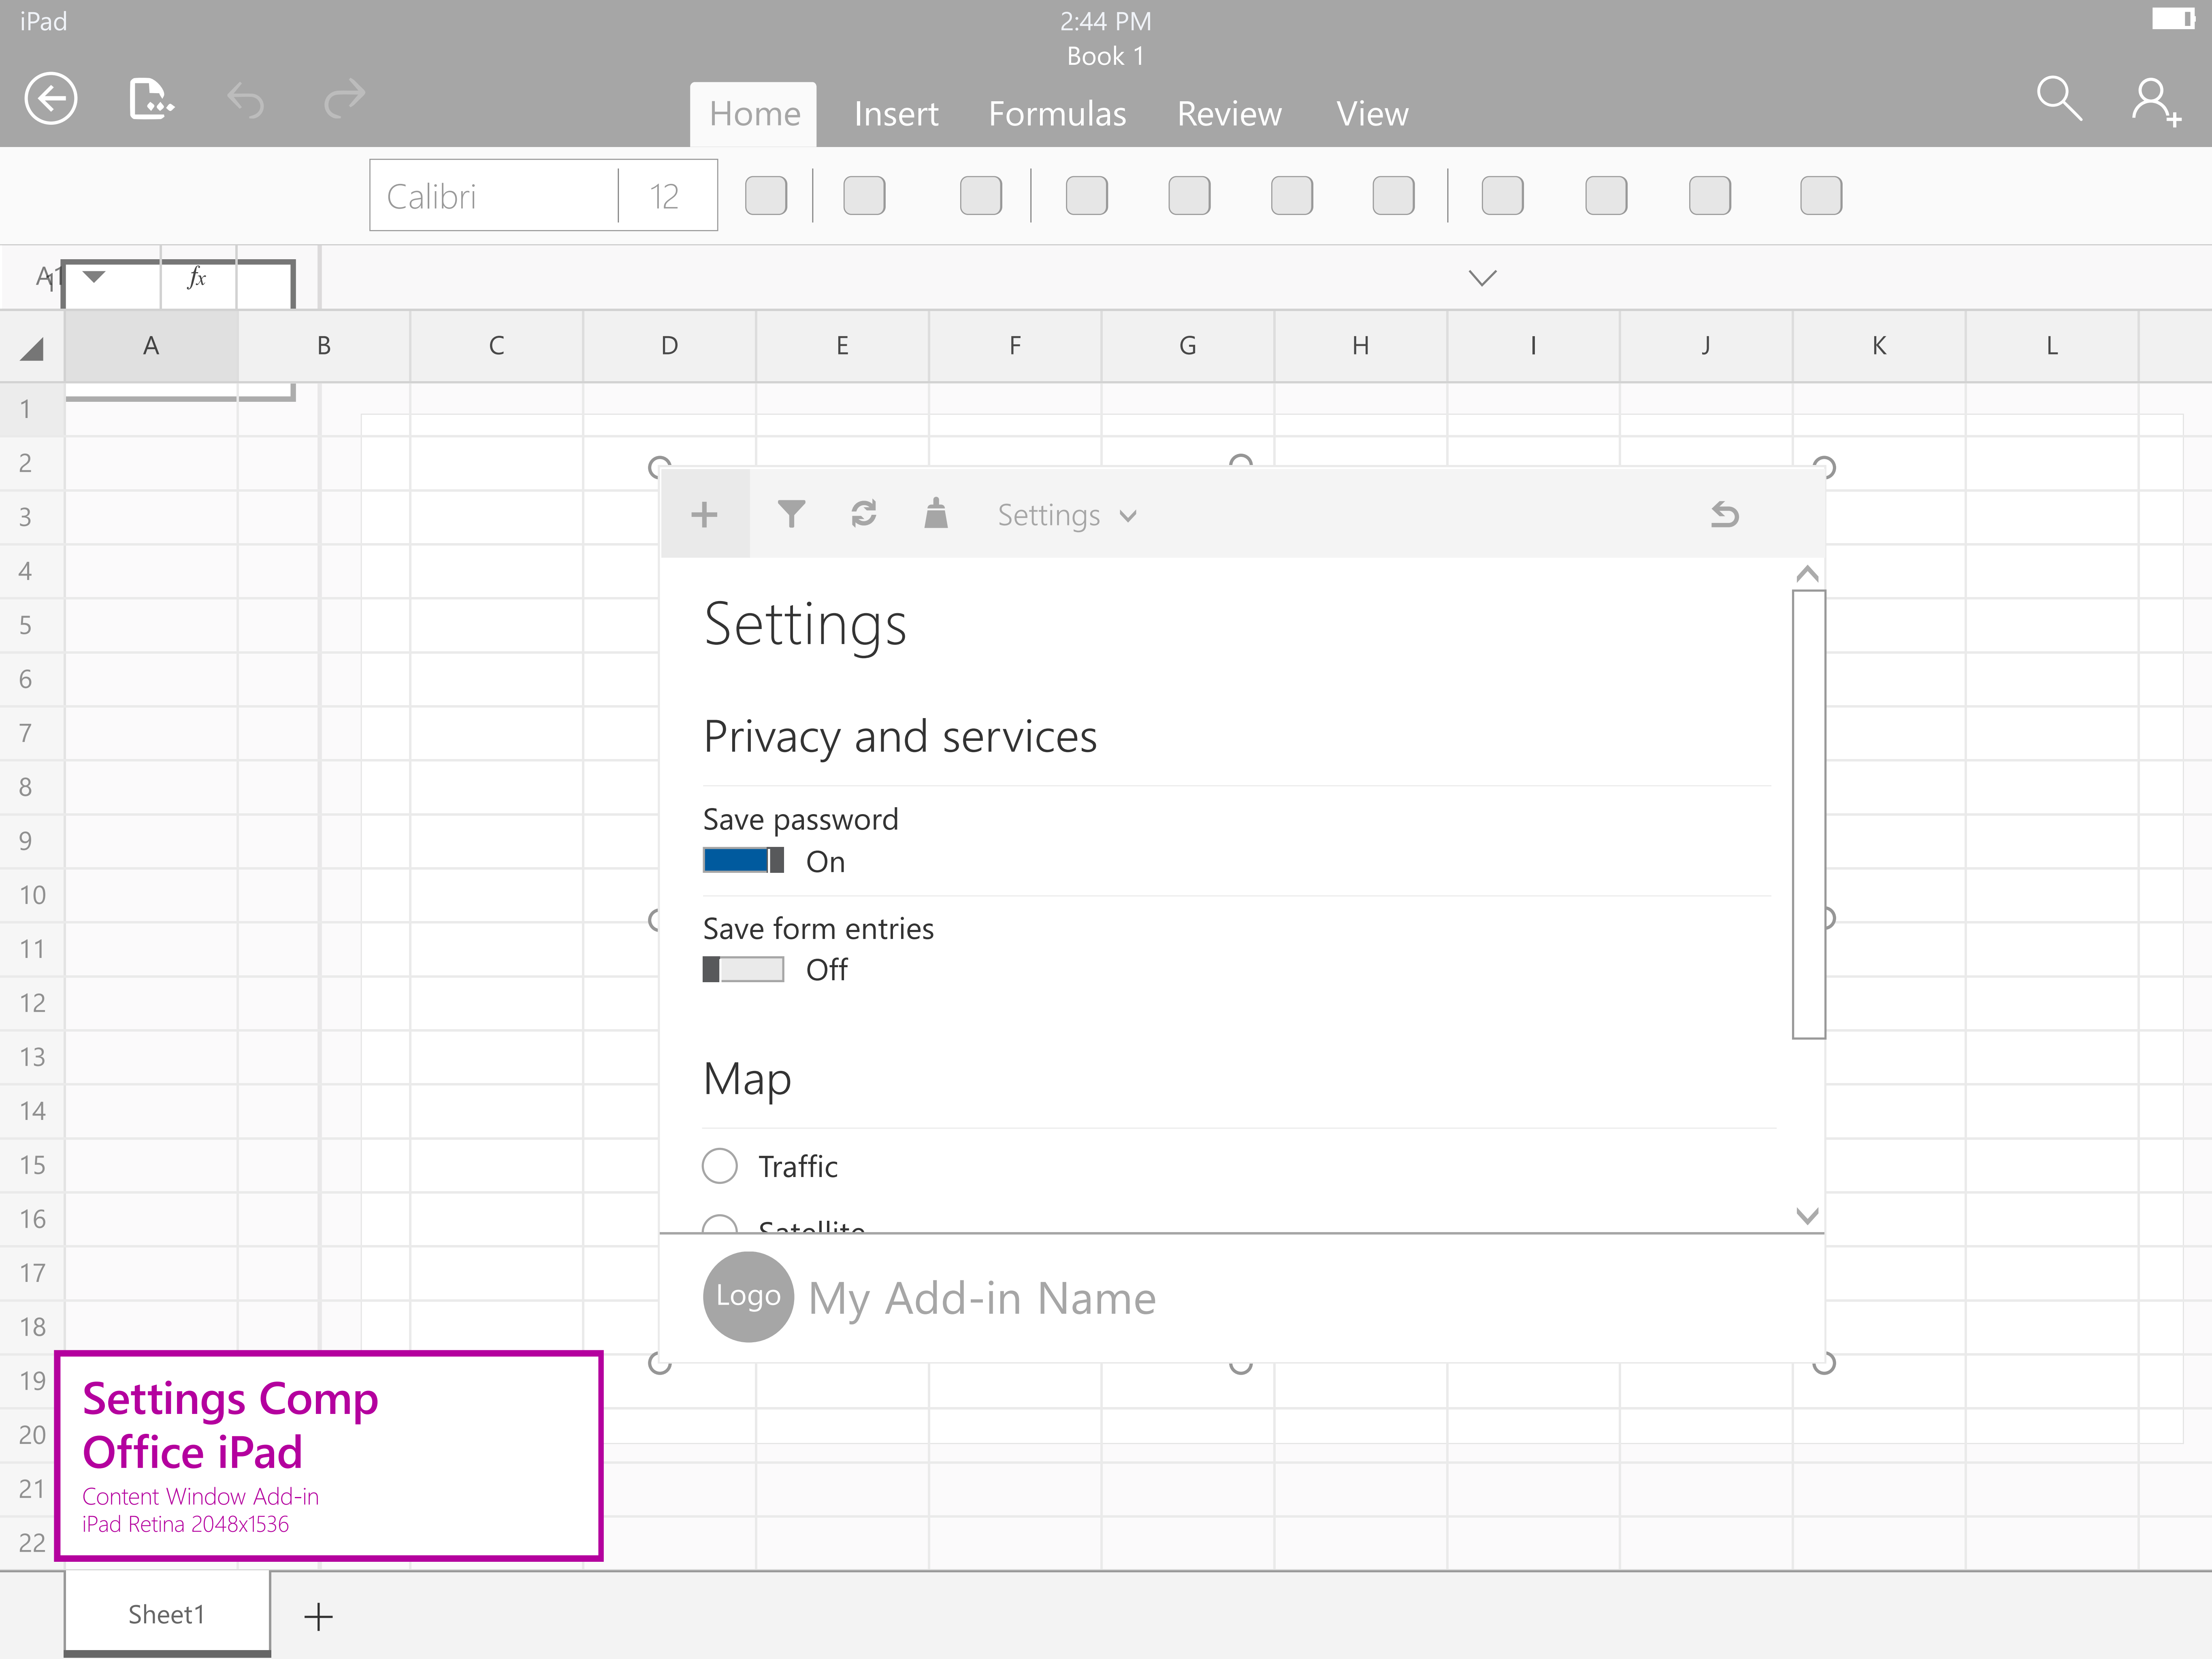 iPad
2:44 PM
Book 1
Home Insert Formulas Review View
Calibri 12
A1 fx
A B C D E F G H I J K L
1
2
3
Settings
4
5
Settings
6
7
Privacy and services
8
Save password
9
On
10
Save form entries
11
Off
12
13
Map
14
15
Traffic
16
Satellite
17
Logo My Add-in Name
18
19
Settings Comp
20
Office iPad
21
Content Window Add-in
iPad Retina 2048x1536
22
Sheet1